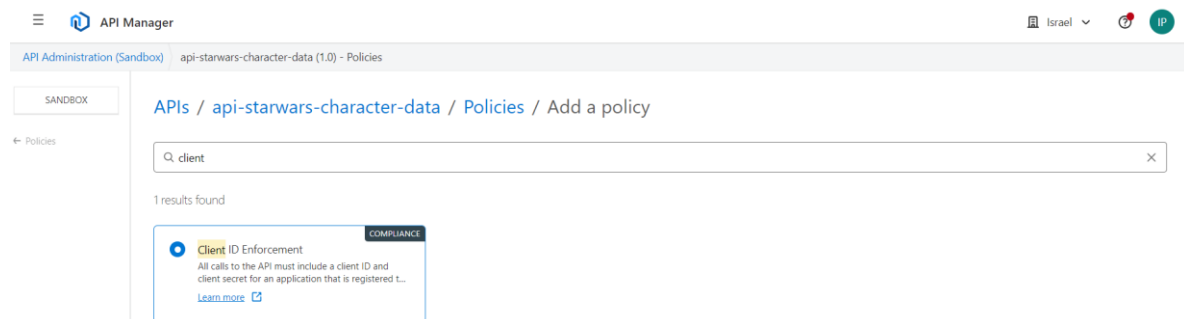 API Manager
Israel
IP
API Administration (Sandbox)
api-starwars-character-data (1.0) - Policies
SANDBOX
APIs / api-starwars-character-data / Policies / Add a policy
← Policies
client
1 results found
COMPLIANCE
Client ID Enforcement
All calls to the API must include a client ID and
client secret for an application that is registered t...
Learn more